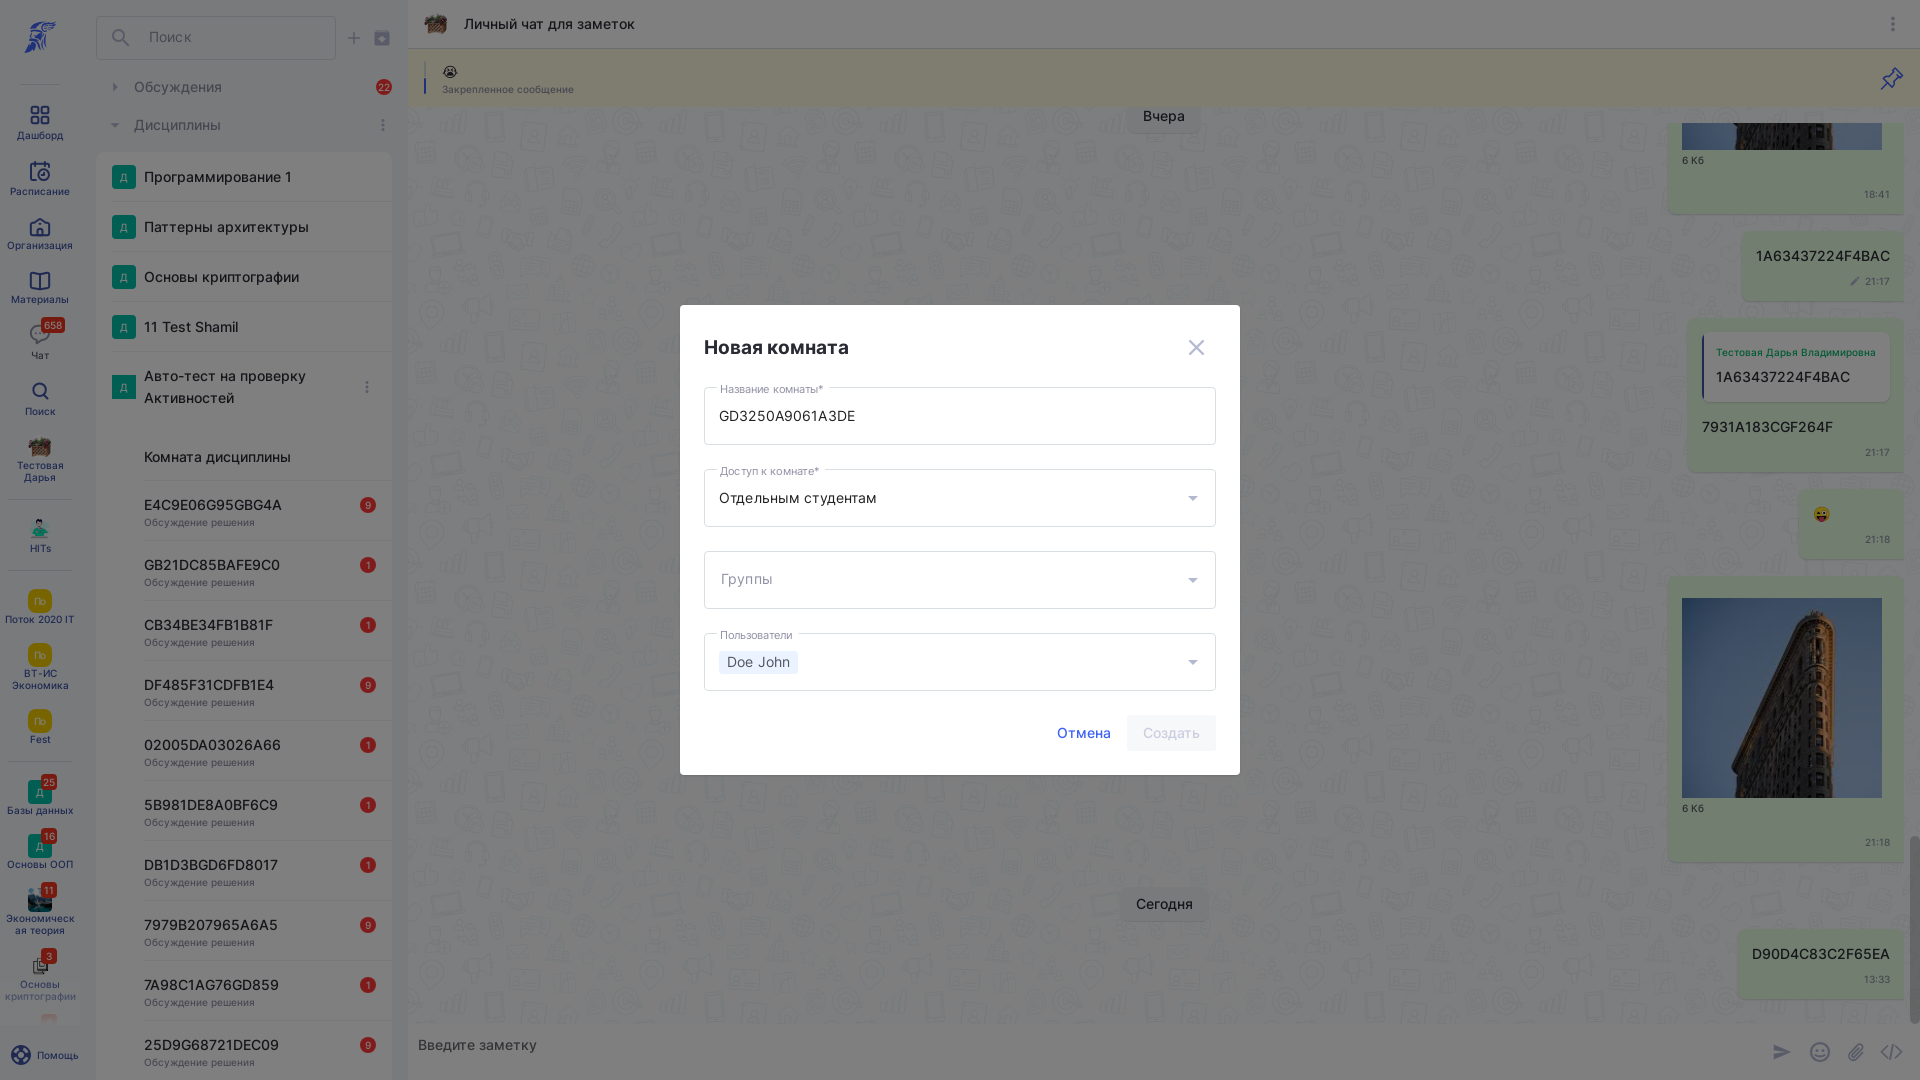 Дашборд
Расписание
Организация
Материалы
658
Чат
Поиск
Тестовая
Дарья
HITs
По
Поток 2020 IT
По
ВТ-ИС
Экономика
По
Fest
25
Д
Базы данных
16
Д
Основы ООП
11
Экономическ
ая теория
3
Основы
криптографии
Помощь
Поиск
Обсуждения
22
Дисциплины
Д
Программирование 1
Д
Паттерны архитектуры
Д
Основы криптографии
Д
11 Test Shamil
Д
Авто-тест на проверку
Активностей
Комната дисциплины
E4C9E06G95GBG4A
9
Обсуждение решения
GB21DC85BAFE9C0
1
Обсуждение решения
CB34BE34FB1B81F
1
Обсуждение решения
DF485F31CDFB1E4
9
Обсуждение решения
02005DA03026A66
1
Обсуждение решения
5B981DE8A0BF6C9
1
Обсуждение решения
DB1D3BGD6FD8017
1
Обсуждение решения
7979B207965A6A5
9
Обсуждение решения
7A98C1AG76GD859
1
Обсуждение решения
25D9G68721DEC09
9
Обсуждение решения
Личный чат для заметок
Закрепленное сообщение
Вчера
6 Кб
18:41
1A63437224F4BAC
21:17
Тестовая Дарья Владимировна
1A63437224F4BAC
7931A183CGF264F
21:17
21:18
6 Кб
21:18
Сегодня
D90D4C83C2F65EA
13:33
Введите заметку
Новая комната
Название комнаты*
GD3250A9061A3DE
Доступ к комнате*
Отдельным студентам
Группы
Пользователи
Doe John
Отмена
Создать